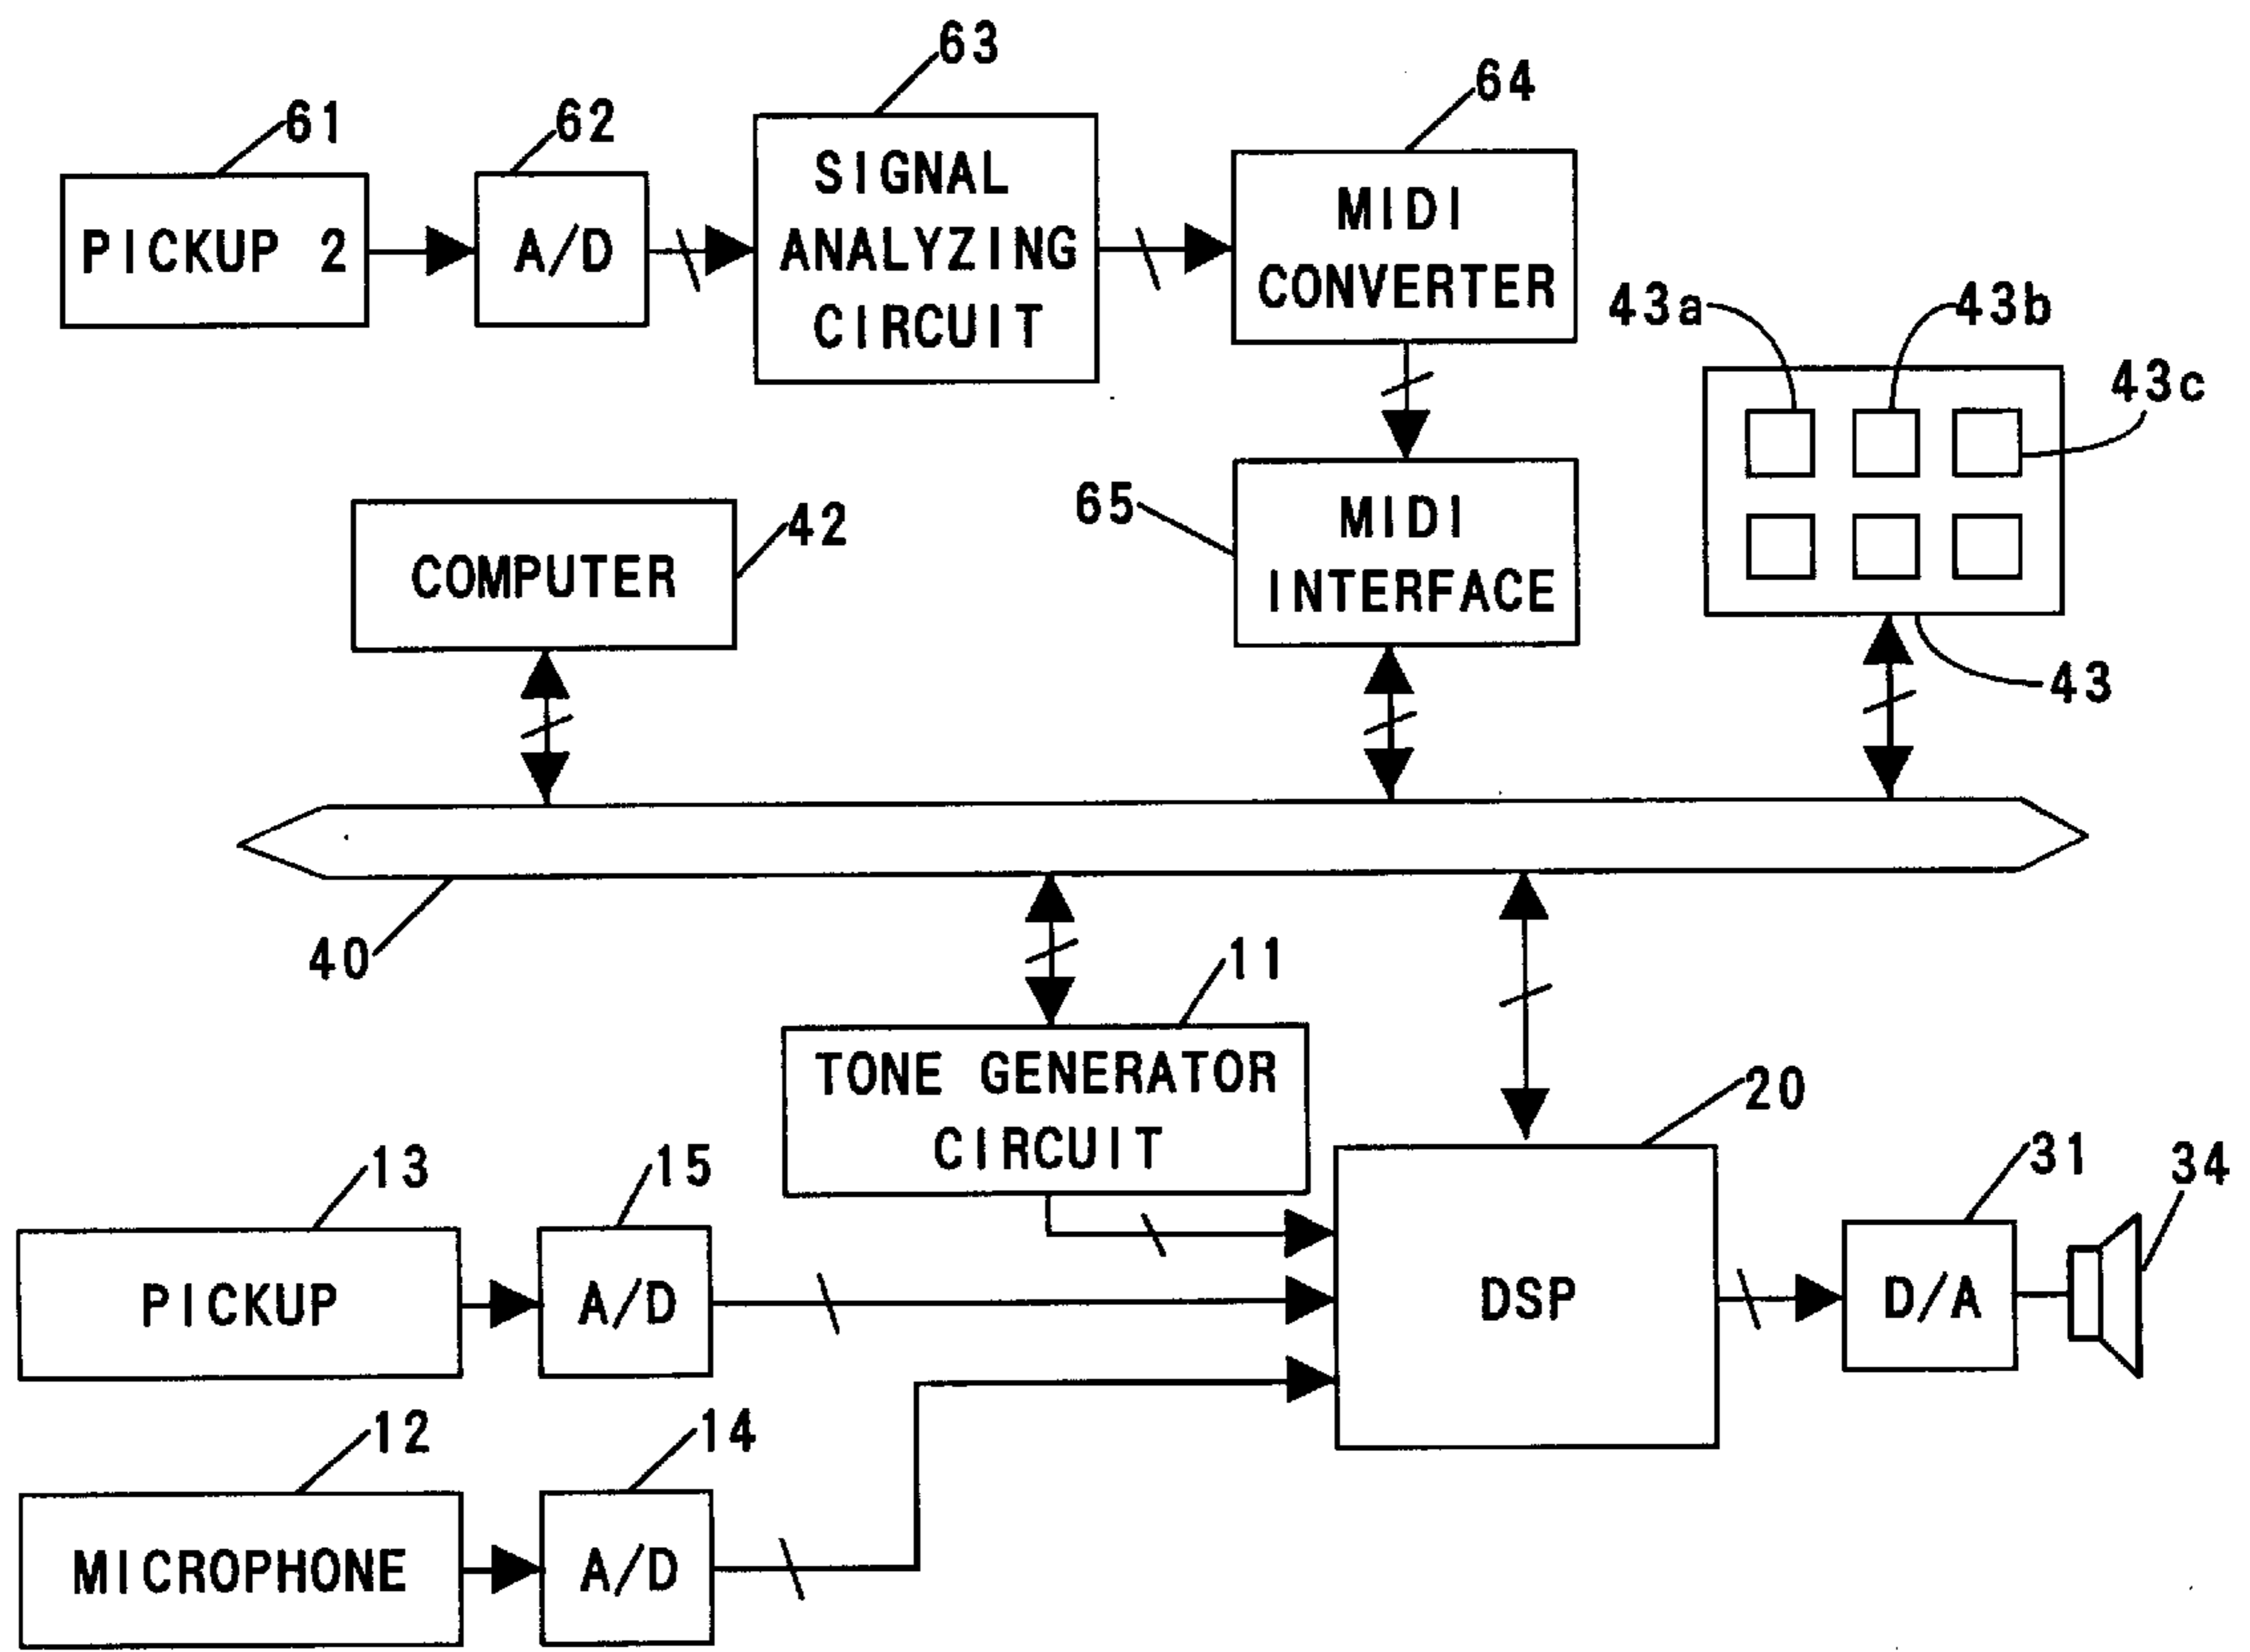 63
64
61
62
SIGNAL
ANALYZING
CIRCUIT
MIDI
CONVERTER
PICKUP 2
A/D
43a
43b
43c
65
MIDI
INTERFACE
42
COMPUTER
43
40
11
TONE GENERATOR
CIRCUIT
20
13
15
31
34
PICKUP
A/D
DSP
D/A
12
14
MICROPHONE
A/D